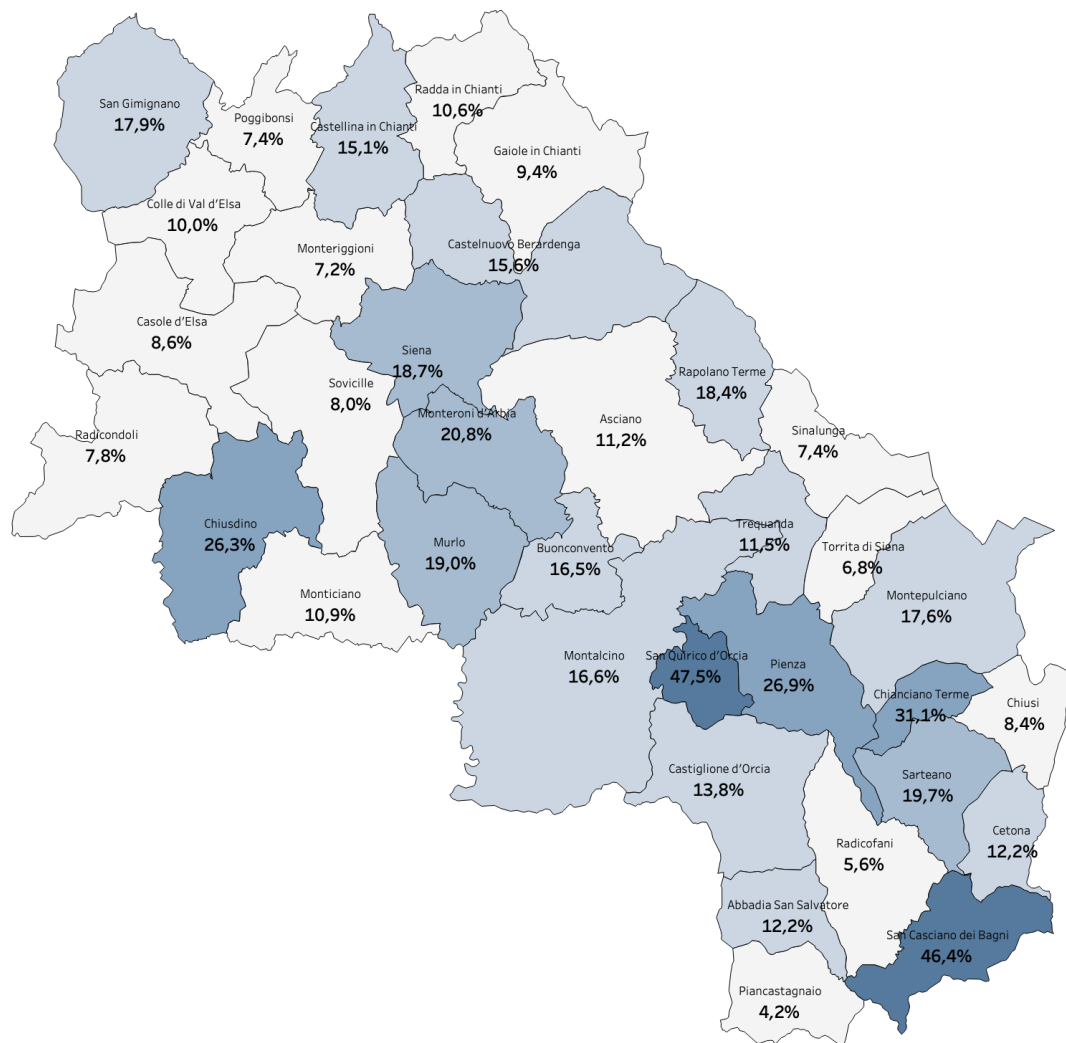 Radda in Chianti
10,6%
San Gimignano
17,9%
Poggibonsi
7,4%
Castellina in Chianti
15,1%
Gaiole in Chianti
9,4%
Colle di Val d'Elsa
10,0%
Monteriggioni
7,2%
Castelnuovo Berardenga
15,6%
Casole d'Elsa
8,6%
Siena
18,7%
Rapolano Terme
18,4%
Sovicille
8,0%
Monteroni d'Arbia
20,8%
Asciano
11,2%
Sinalunga
7,4%
Radicondoli
7,8%
Chiusdino
26,3%
Murlo
19,0%
Buonconvento
16,5%
Trequanda
11,5%
Torrita di Siena
6,8%
Monticiano
10,9%
Montepulciano
17,6%
Montalcino
16,6%
San Quirico d'Orcia
47,5%
Pienza
26,9%
Chianciano Terme
31,1%
Chiusi
8,4%
Castiglione d'Orcia
13,8%
Sarteano
19,7%
Radicofani
5,6%
Cetona
12,2%
Abbadia San Salvatore
12,2%
San Casciano dei Bagni
46,4%
Piancastagnaio
4,2%